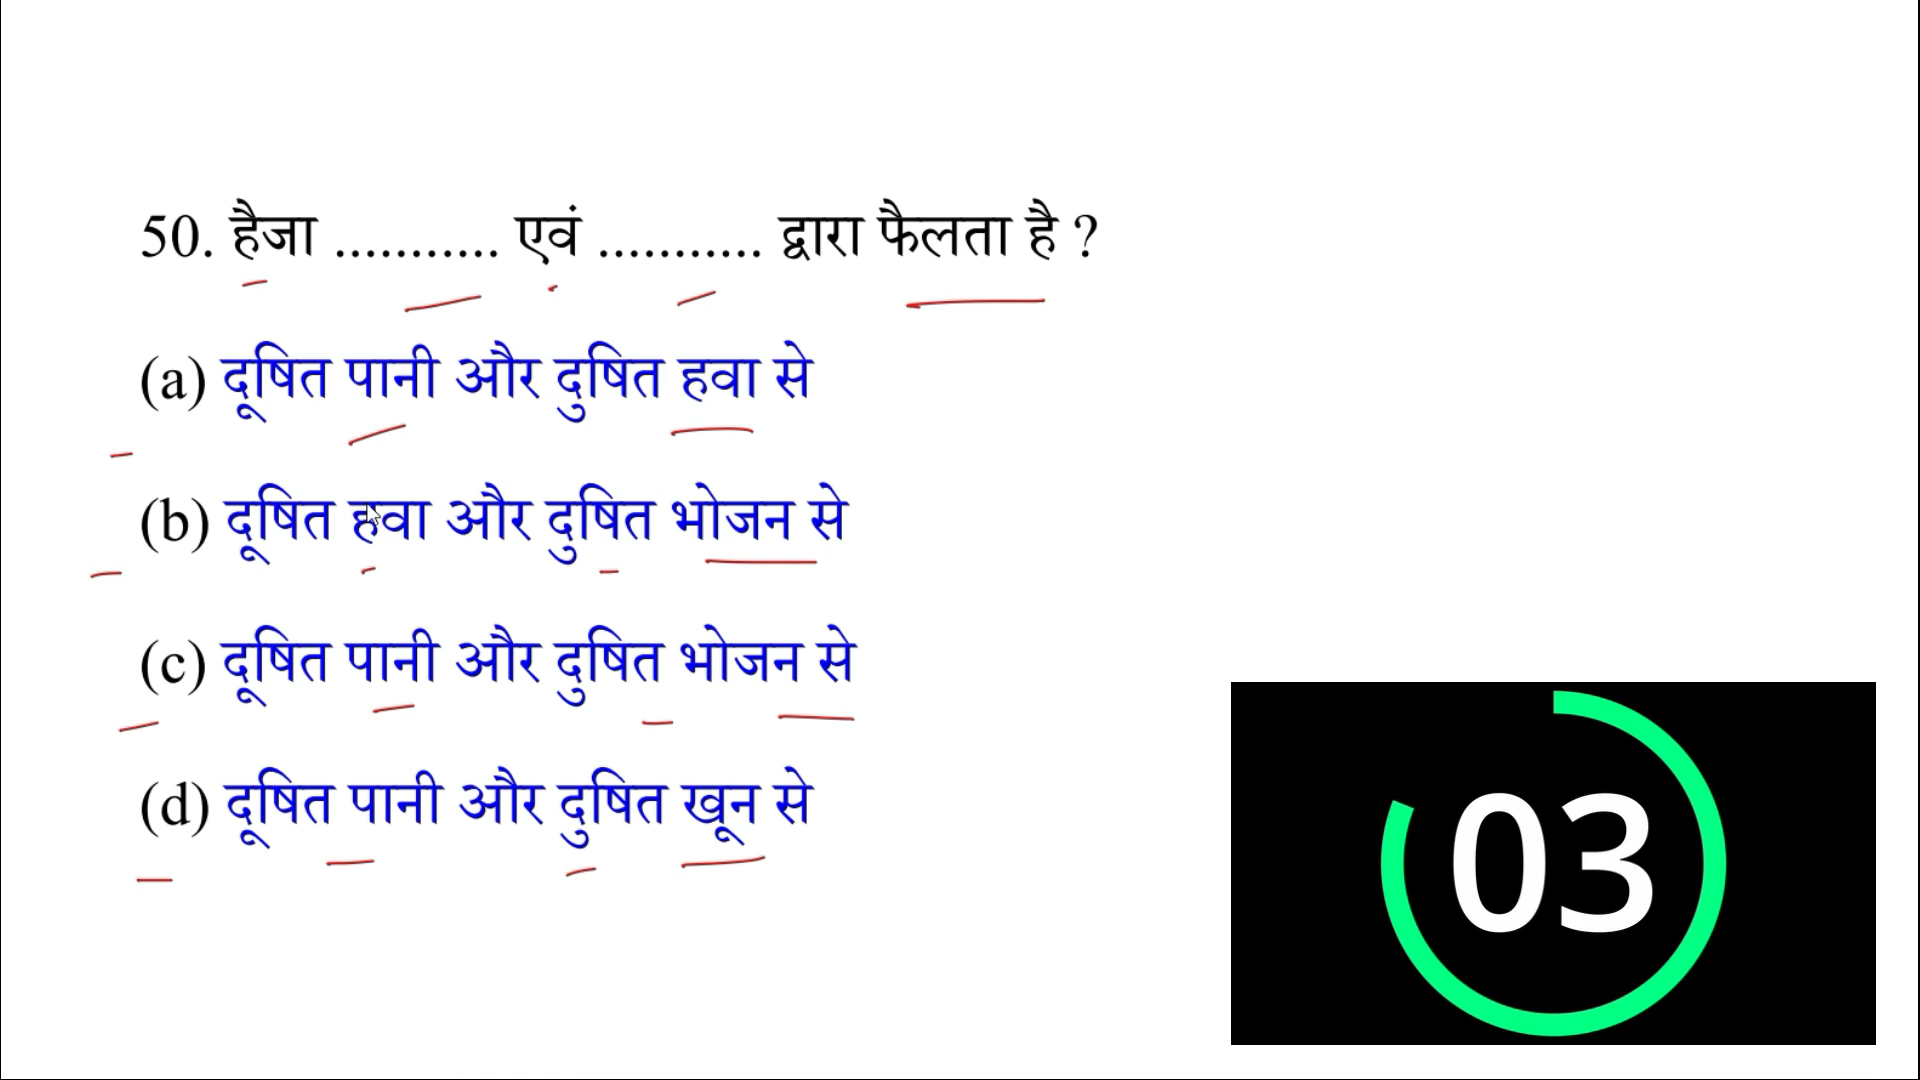 50. हैजा ........... एवं ........... द्वारा फैलता है ?
(a) दूषित पानी और दुषित हवा से
(b) दूषित हवा और दुषित भोजन से
(c) दूषित पानी और दुषित भोजन से
(d) दूषित पानी और दुषित खून से
03